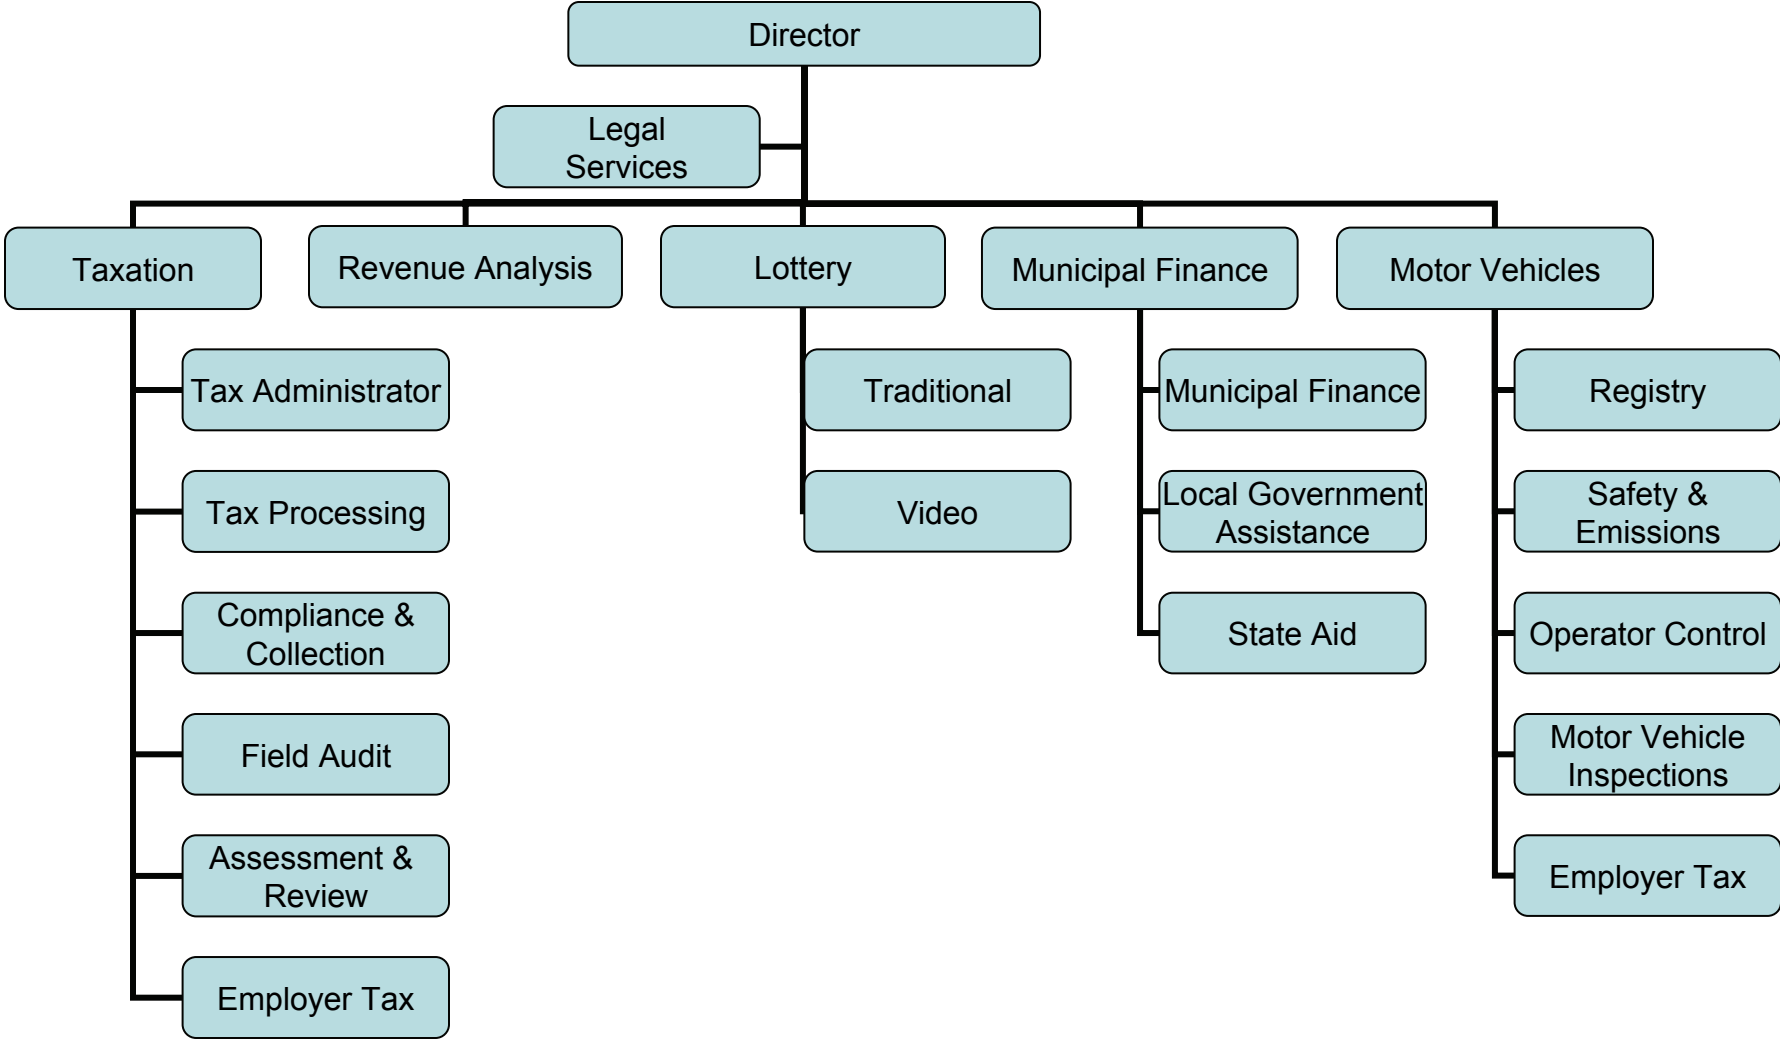 Director
Legal
Services
Taxation
Revenue Analysis
Lottery
Municipal Finance
Motor Vehicles
Tax Administrator
Tax Processing
Compliance &
Collection
Field Audit
Assessment &
Review
Employer Tax
Traditional
Video
Municipal Finance
Local Government
Assistance
State Aid
Registry
Safety &
Emissions
Operator Control
Motor Vehicle
Inspections
Employer Tax